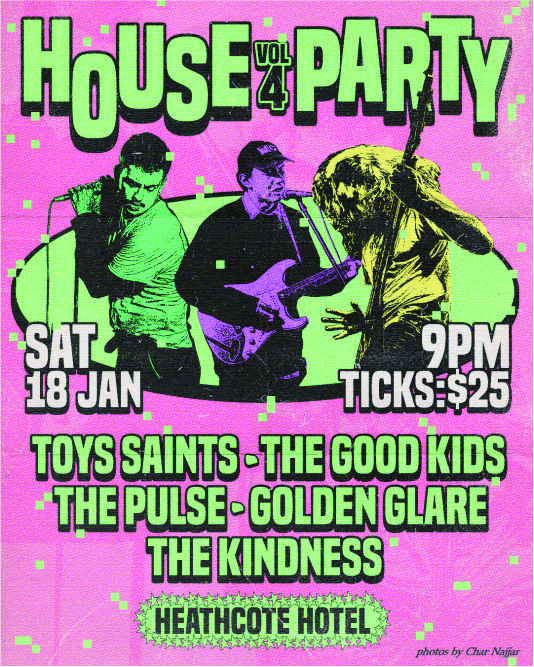 HOUSE VOL 4 PARTY
SAT 9PM
18 JAN TICKS:$25
TOYS SAINTS - THE GOOD KIDS
THE PULSE - GOLDEN GLARE
THE KINDNESS
HEATHCOTE HOTEL
photos by Char Najjar